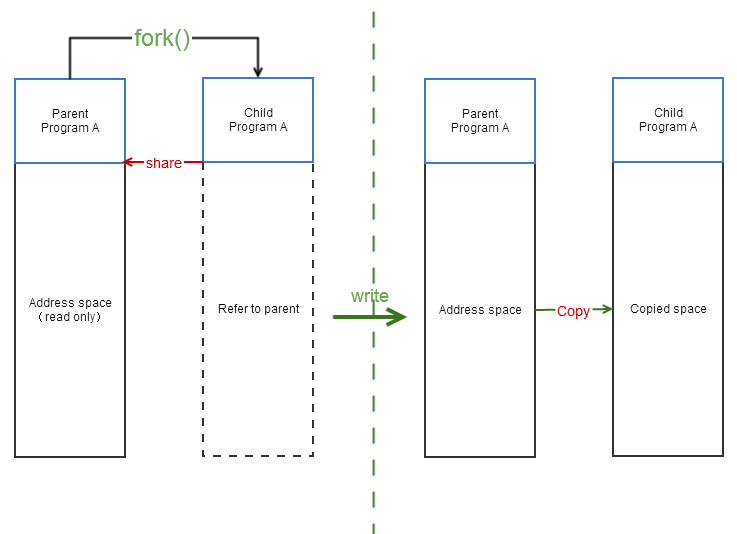 fork()
Parent
Program A
Child
Program A
share
Address space
（read only）
Refer to parent
write
Parent
Program A
Child
Program A
Address space
Copy
Copied space